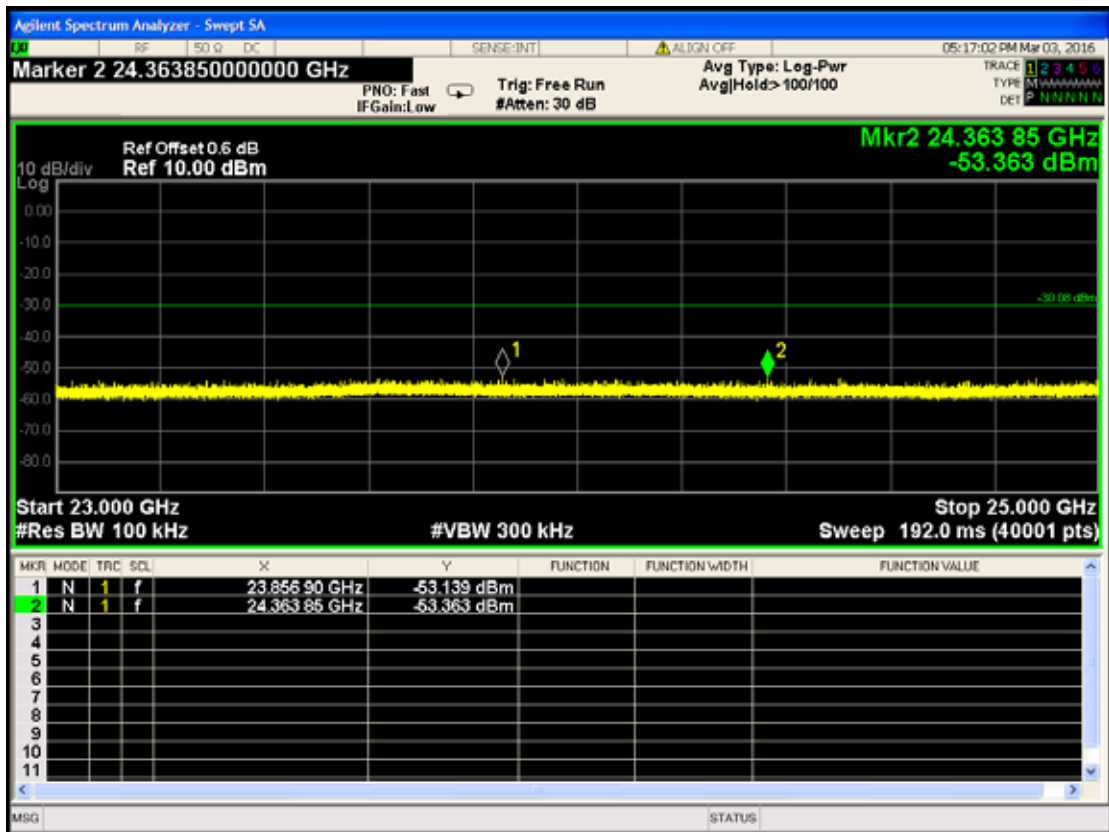 Agilent Spectrum Analyzer - Swept SA
LXI RF 50 Ω DC SENSE:INT ALIGN OFF 05:17:02 PM Mar 03, 2016
Marker 2 24.363850000000 GHz
PNO: Fast
IFGain:Low
Trig: Free Run
#Atten: 30 dB
Avg Type: Log-Pwr
Avg|Hold:>100/100
TRACE 1 2 3 4 5 6
TYPE M W W W W W
DET P N N N N N
Mkr2 24.363 85 GHz
-53.363 dBm
Ref Offset 0.6 dB
10 dB/div Ref 10.00 dBm
Log
0.00
-10.0
-20.0
-30.0
-30.08 dBm
-40.0
1
2
-50.0
-60.0
-70.0
-80.0
Start 23.000 GHz Stop 25.000 GHz
#Res BW 100 kHz #VBW 300 kHz Sweep 192.0 ms (40001 pts)
MKR MODE TRC SCL X Y FUNCTION FUNCTION WIDTH FUNCTION VALUE
1 N 1 f 23.856 90 GHz -53.139 dBm
2 N 1 f 24.363 85 GHz -53.363 dBm
3
4
5
6
7
8
9
10
11
MSG STATUS